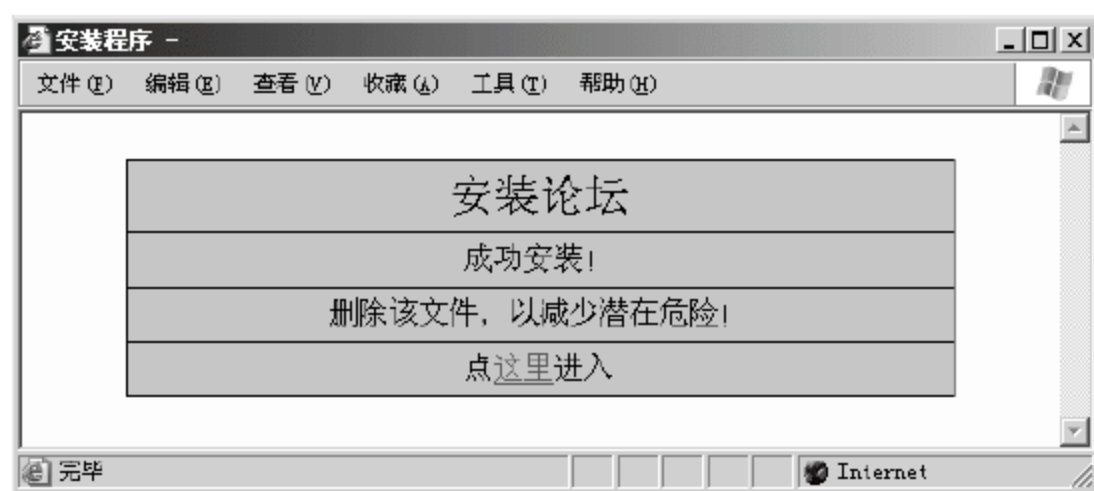 安装程序 -
文件(F) 编辑(E) 查看(V) 收藏(A) 工具(T) 帮助(H)
安装论坛
成功安装!
删除该文件，以减少潜在危险!
点这里进入
完毕 Internet